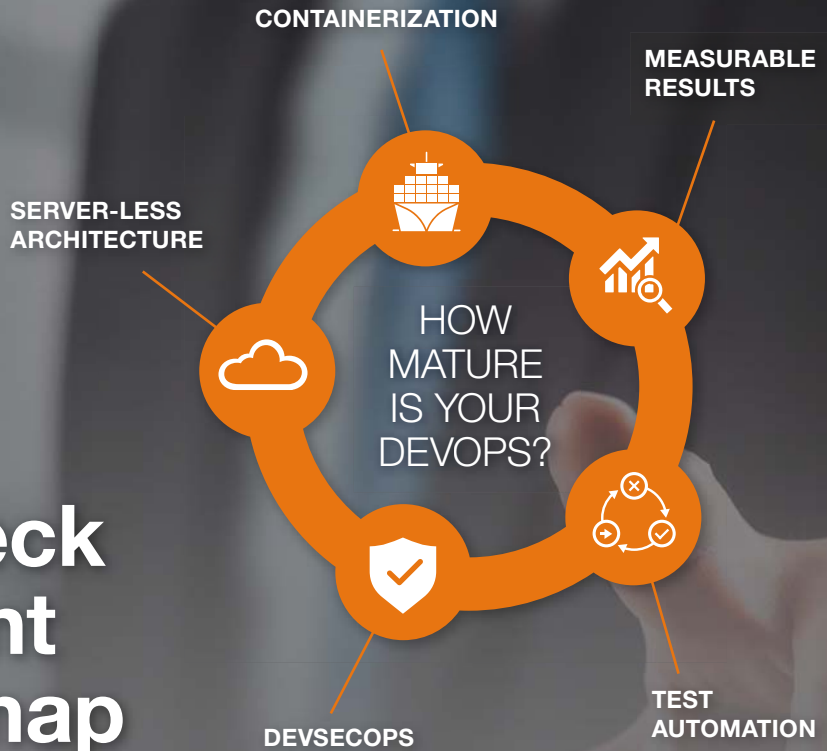 CONTAINERIZATION
MEASURABLE
RESULTS
SERVER-LESS
ARCHITECTURE
HOW
MATURE
IS YOUR
DEVOPS?
TEST
AUTOMATION
DEVSECOPS